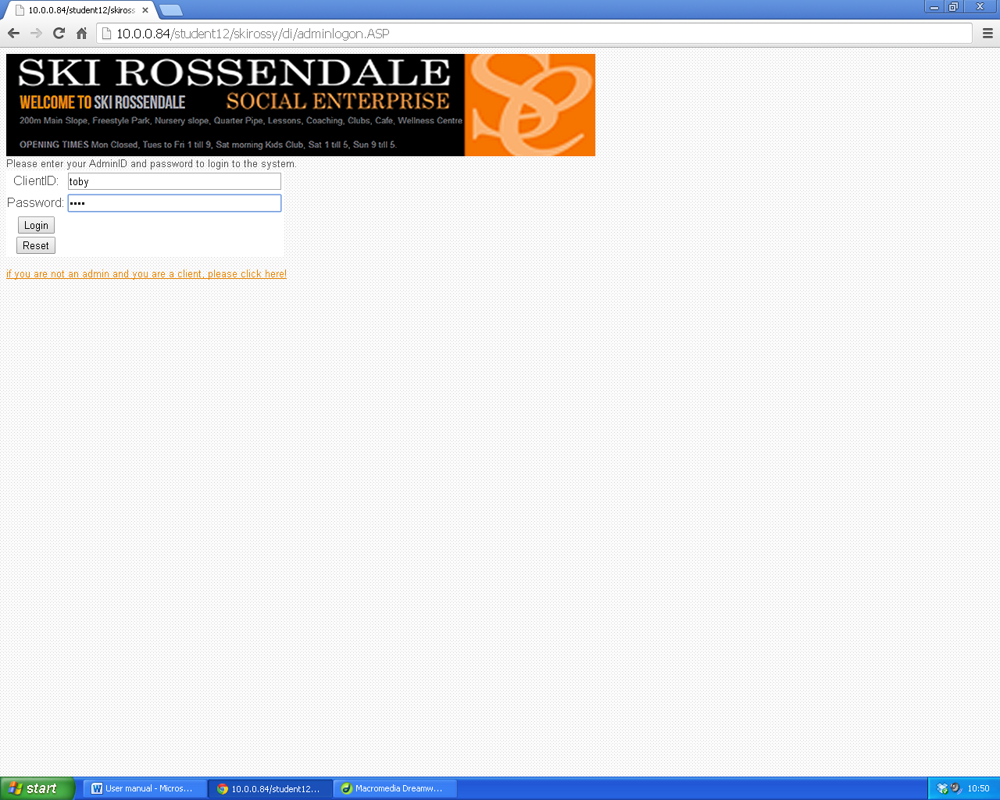 10.0.0.84/student12/skiross
10.0.0.84/student12/skirossy/di/adminlogon.ASP
SKI ROSSENDALE
WELCOME TO SKI ROSSENDALE SOCIAL ENTERPRISE
200m Main Slope, Freestyle Park, Nursery slope, Quarter Pipe, Lessons, Coaching, Clubs, Cafe, Wellness Centre
OPENING TIMES Mon Closed, Tues to Fri 1 till 9, Sat morning Kids Club, Sat 1 till 5, Sun 9 till 5.
Please enter your AdminID and password to login to the system.
ClientID: toby
Password: ••••
Login
Reset
if you are not an admin and you are a client, please click here!
start User manual - Micros... 10.0.0.84/student12... Macromedia Dreamw... 10:50